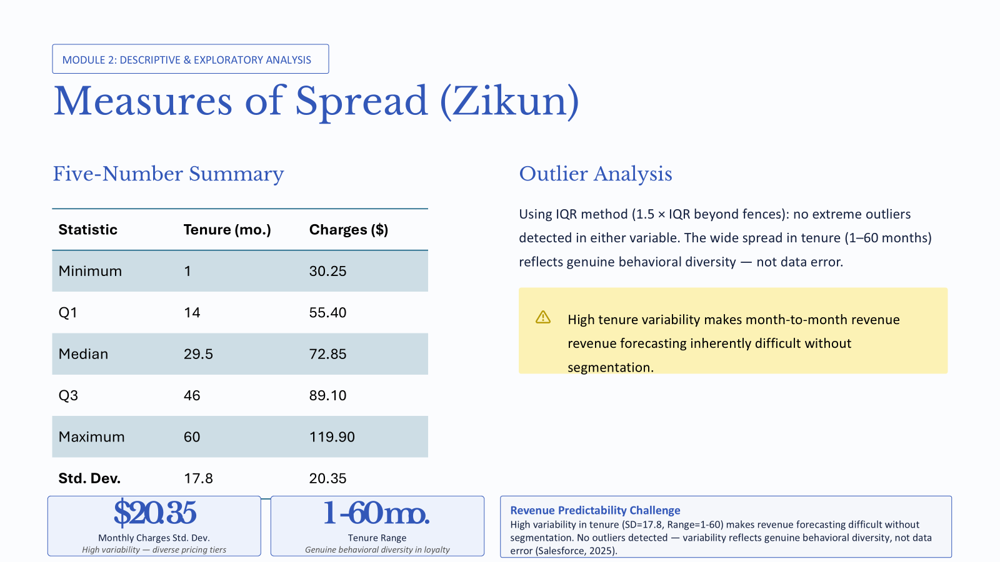 MODULE 2: DESCRIPTIVE & EXPLORATORY ANALYSIS
Measures of Spread (Zikun)
Five-Number Summary
Statistic Tenure (mo.) Charges ($)
Minimum 1 30.25
Q1 14 55.40
Median 29.5 72.85
Q3 46 89.10
Maximum 60 119.90
Std. Dev. 17.8 20.35
Outlier Analysis
Using IQR method (1.5 × IQR beyond fences): no extreme outliers
detected in either variable. The wide spread in tenure (1–60 months)
reflects genuine behavioral diversity — not data error.
High tenure variability makes month-to-month revenue
revenue forecasting inherently difficult without
segmentation.
$20.35
Monthly Charges Std. Dev.
High variability — diverse pricing tiers
1-60 mo.
Tenure Range
Genuine behavioral diversity in loyalty
Revenue Predictability Challenge
High variability in tenure (SD=17.8, Range=1-60) makes revenue forecasting difficult without
segmentation. No outliers detected — variability reflects genuine behavioral diversity, not data
error (Salesforce, 2025).